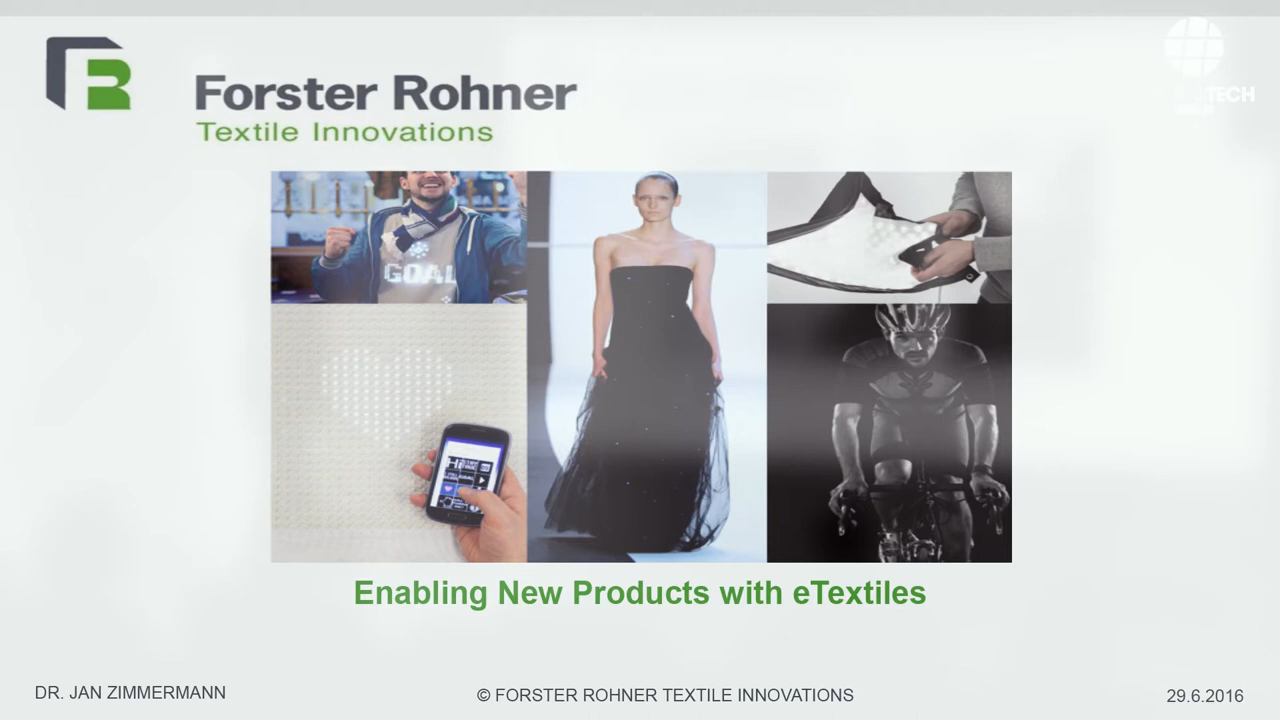 Forster Rohner
Textile Innovations
TECH
GOAL
Enabling New Products with eTextiles
DR. JAN ZIMMERMANN
© FORSTER ROHNER TEXTILE INNOVATIONS
29.6.2016